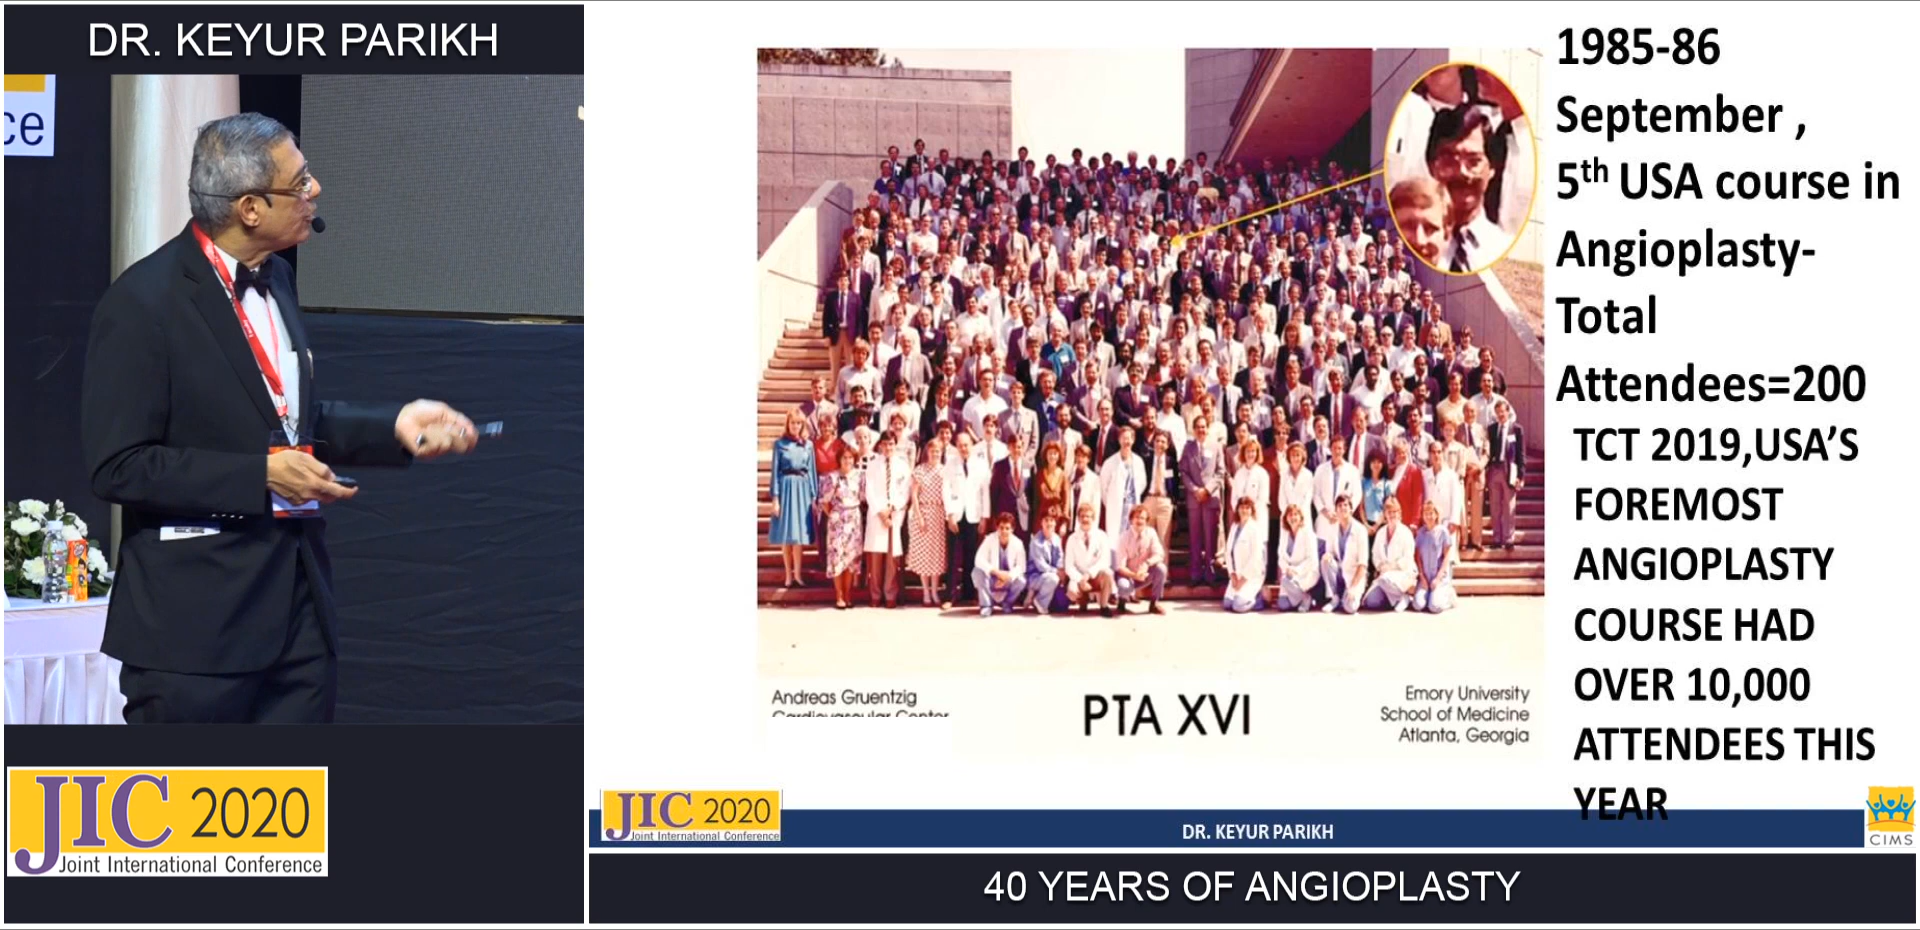 DR. KEYUR PARIKH
ce
JIC 2020
Joint International Conference
1985-86
September ,
5th USA course in
Angioplasty-
Total
Attendees=200
TCT 2019,USA’S
FOREMOST
ANGIOPLASTY
COURSE HAD
OVER 10,000
ATTENDEES THIS
YEAR
Andreas Gruentzig
Cardiovascular Center
PTA XVI
Emory University
School of Medicine
Atlanta, Georgia
JIC 2020
Joint International Conference
DR. KEYUR PARIKH
CIMS
40 YEARS OF ANGIOPLASTY